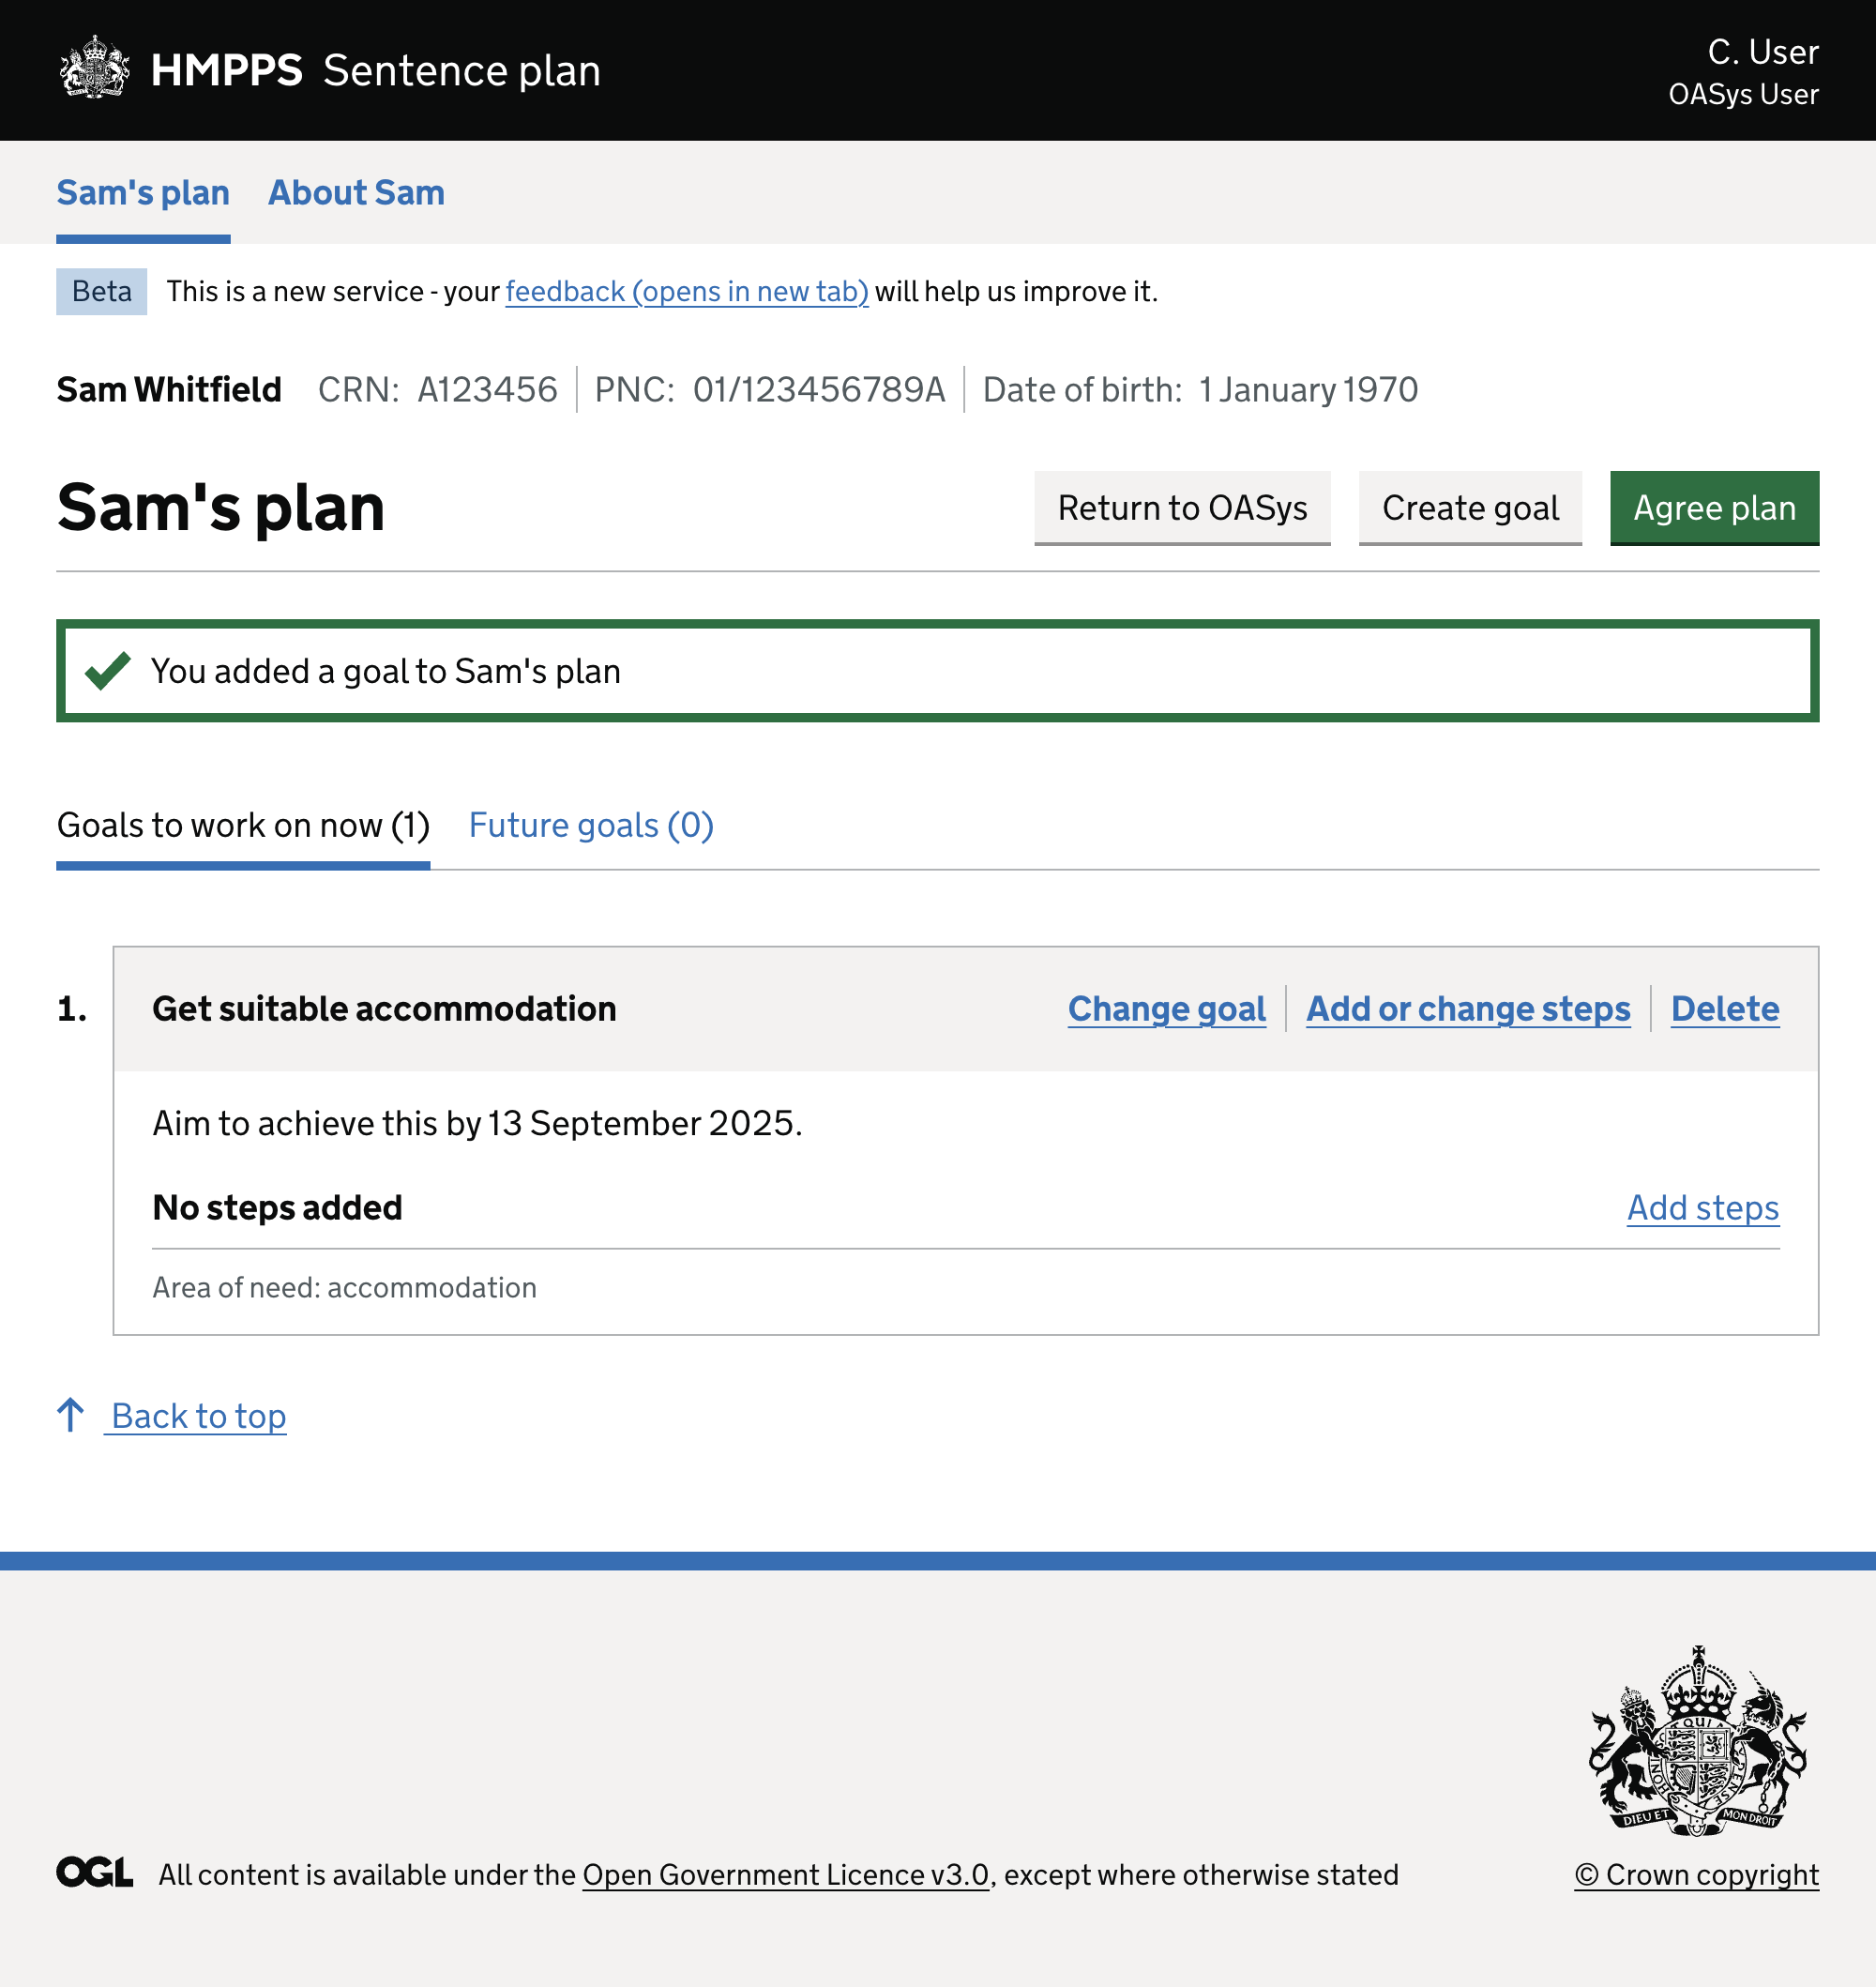 HMPPS Sentence plan
C. User
OASys User
Sam's plan About Sam
Beta This is a new service - your feedback (opens in new tab) will help us improve it.
Sam Whitfield CRN: A123456 PNC: 01/123456789A Date of birth: 1 January 1970
Sam's plan Return to OASys Create goal Agree plan
You added a goal to Sam's plan
Goals to work on now (1) Future goals (0)
1. Get suitable accommodation Change goal Add or change steps Delete
Aim to achieve this by 13 September 2025.
No steps added Add steps
Area of need: accommodation
Back to top
DIEU ET MON DROIT
OGL All content is available under the Open Government Licence v3.0, except where otherwise stated © Crown copyright